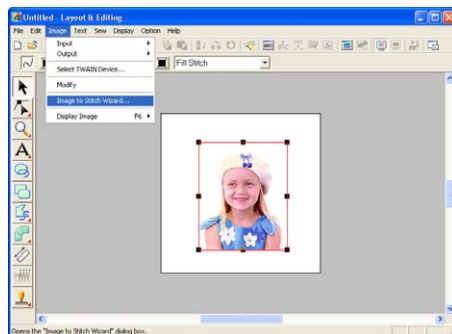 Untitled - Layout & Editing
File Edit Image Text Sew Display Option Help
Input
Output
Select TWAIN Device...
Modify
Image to Stitch Wizard...
Display Image F6
Fill Stitch
A
Opens the "Image to Stitch Wizard" dialog box.